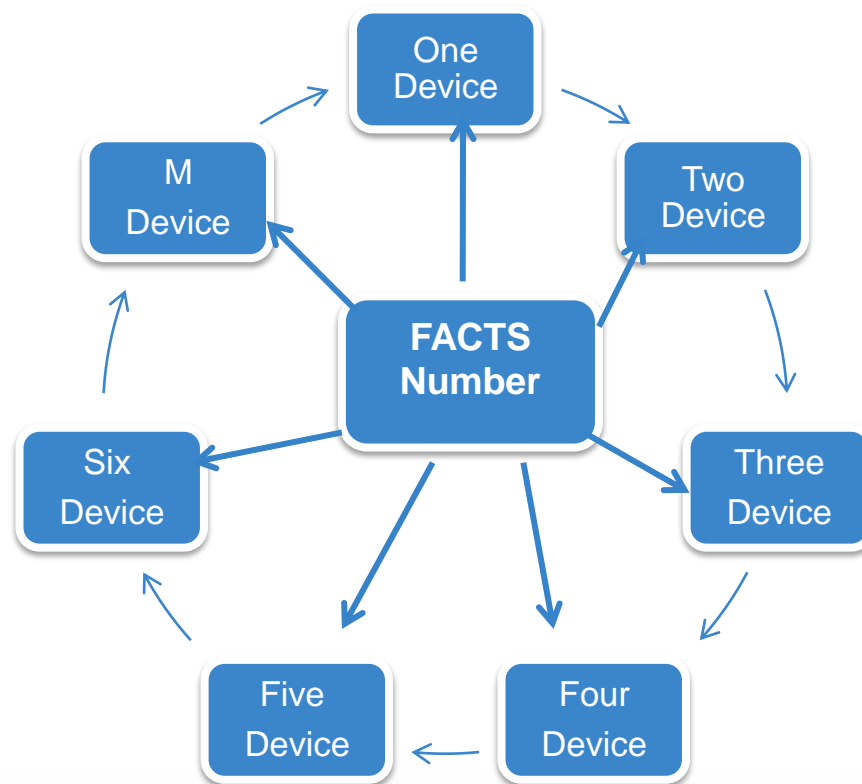 One
Device
M
Device
Two
Device
FACTS
Number
Six
Device
Three
Device
Five
Device
Four
Device